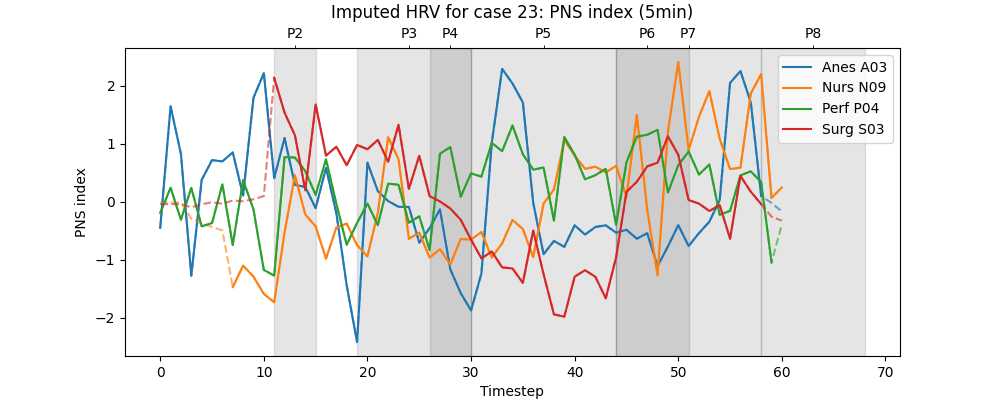 Imputed HRV for case 23: PNS index (5min)
P2 P3 P4 P5 P6 P7 P8
Anes A03
Nurs N09
Perf P04
Surg S03
PNS index
2
1
0
−1
−2
0 10 20 30 40 50 60 70
Timestep